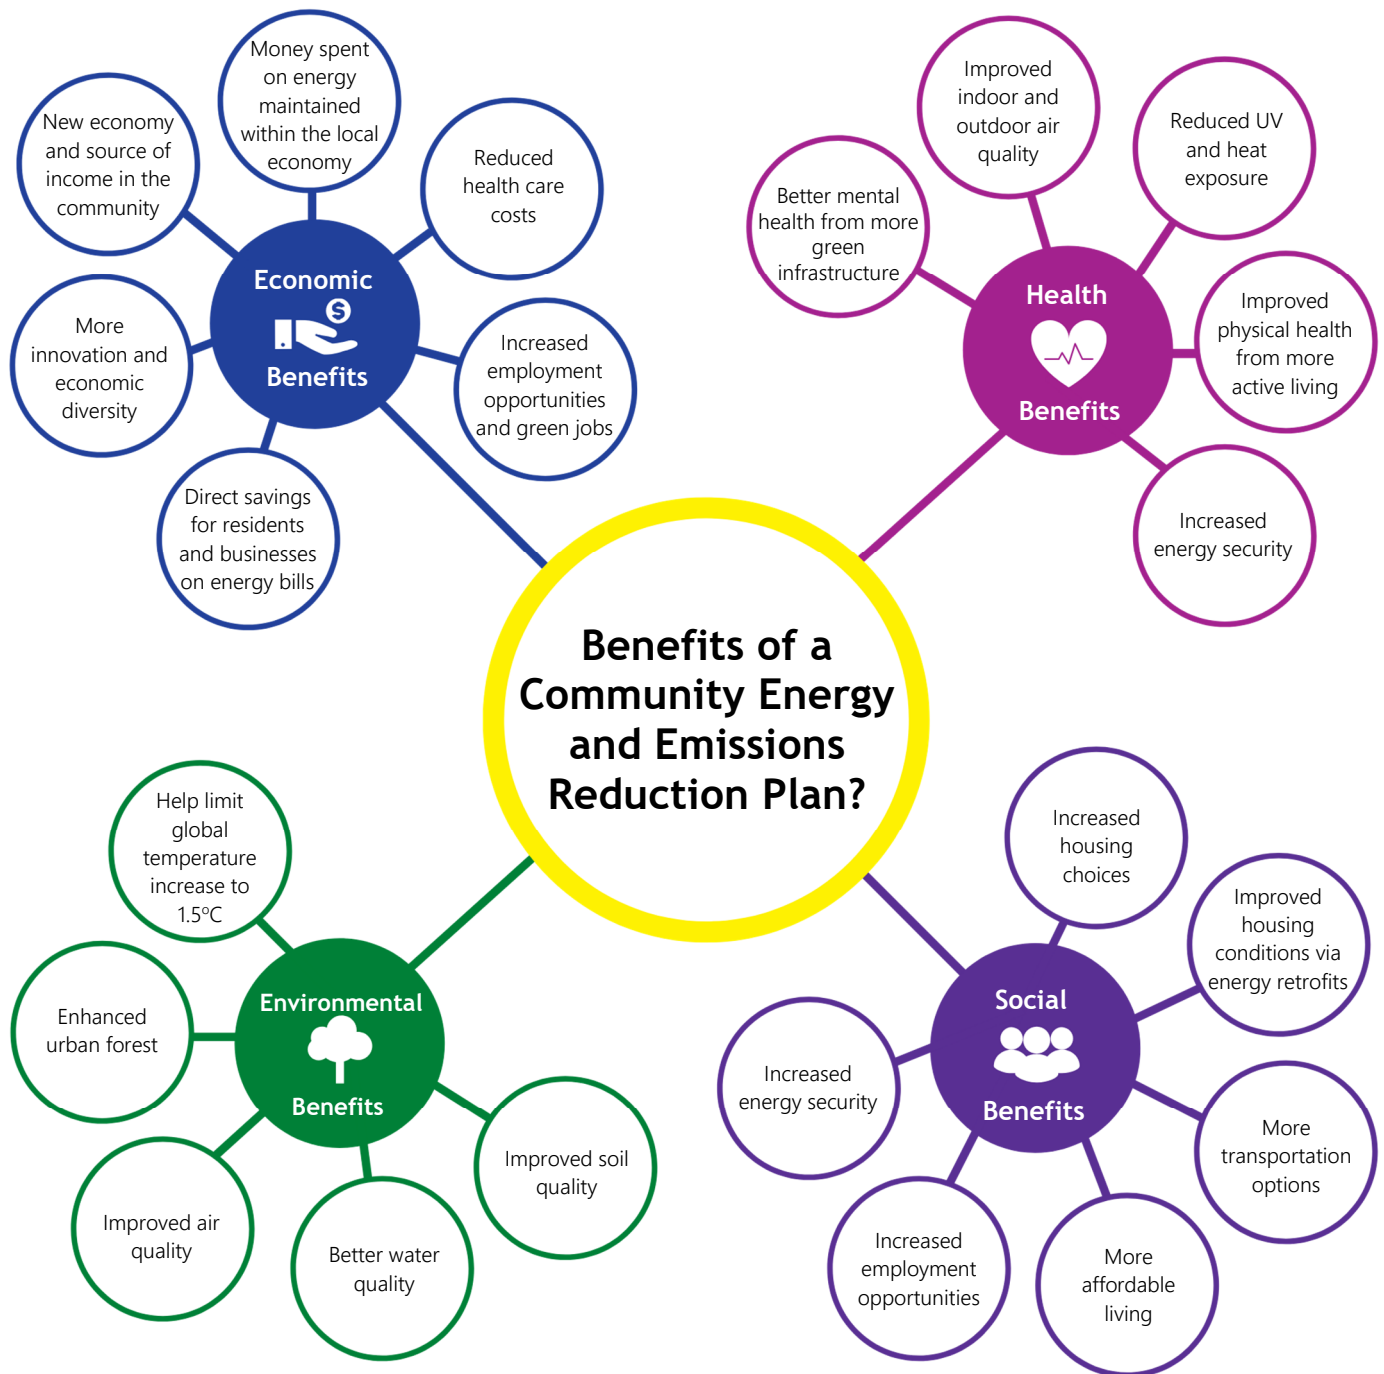 Money spent
on energy
maintained
within the local
economy
New economy
and source of
income in the
community
Reduced
health care
costs
Economic
Benefits
More
innovation and
economic
diversity
Increased
employment
opportunities
and green jobs
Direct savings
for residents
and businesses
on energy bills
Improved
indoor and
outdoor air
quality
Reduced UV
and heat
exposure
Better mental
health from more
green
infrastructure
Health
Benefits
Improved
physical health
from more
active living
Increased
energy security
Benefits of a
Community Energy
and Emissions
Reduction Plan?
Help limit
global
temperature
increase to
1.5°C
Enhanced
urban forest
Environmental
Benefits
Improved air
quality
Better water
quality
Improved soil
quality
Increased
housing
choices
Improved
housing
conditions via
energy retrofits
Social
Benefits
Increased
energy security
More
transportation
options
Increased
employment
opportunities
More
affordable
living